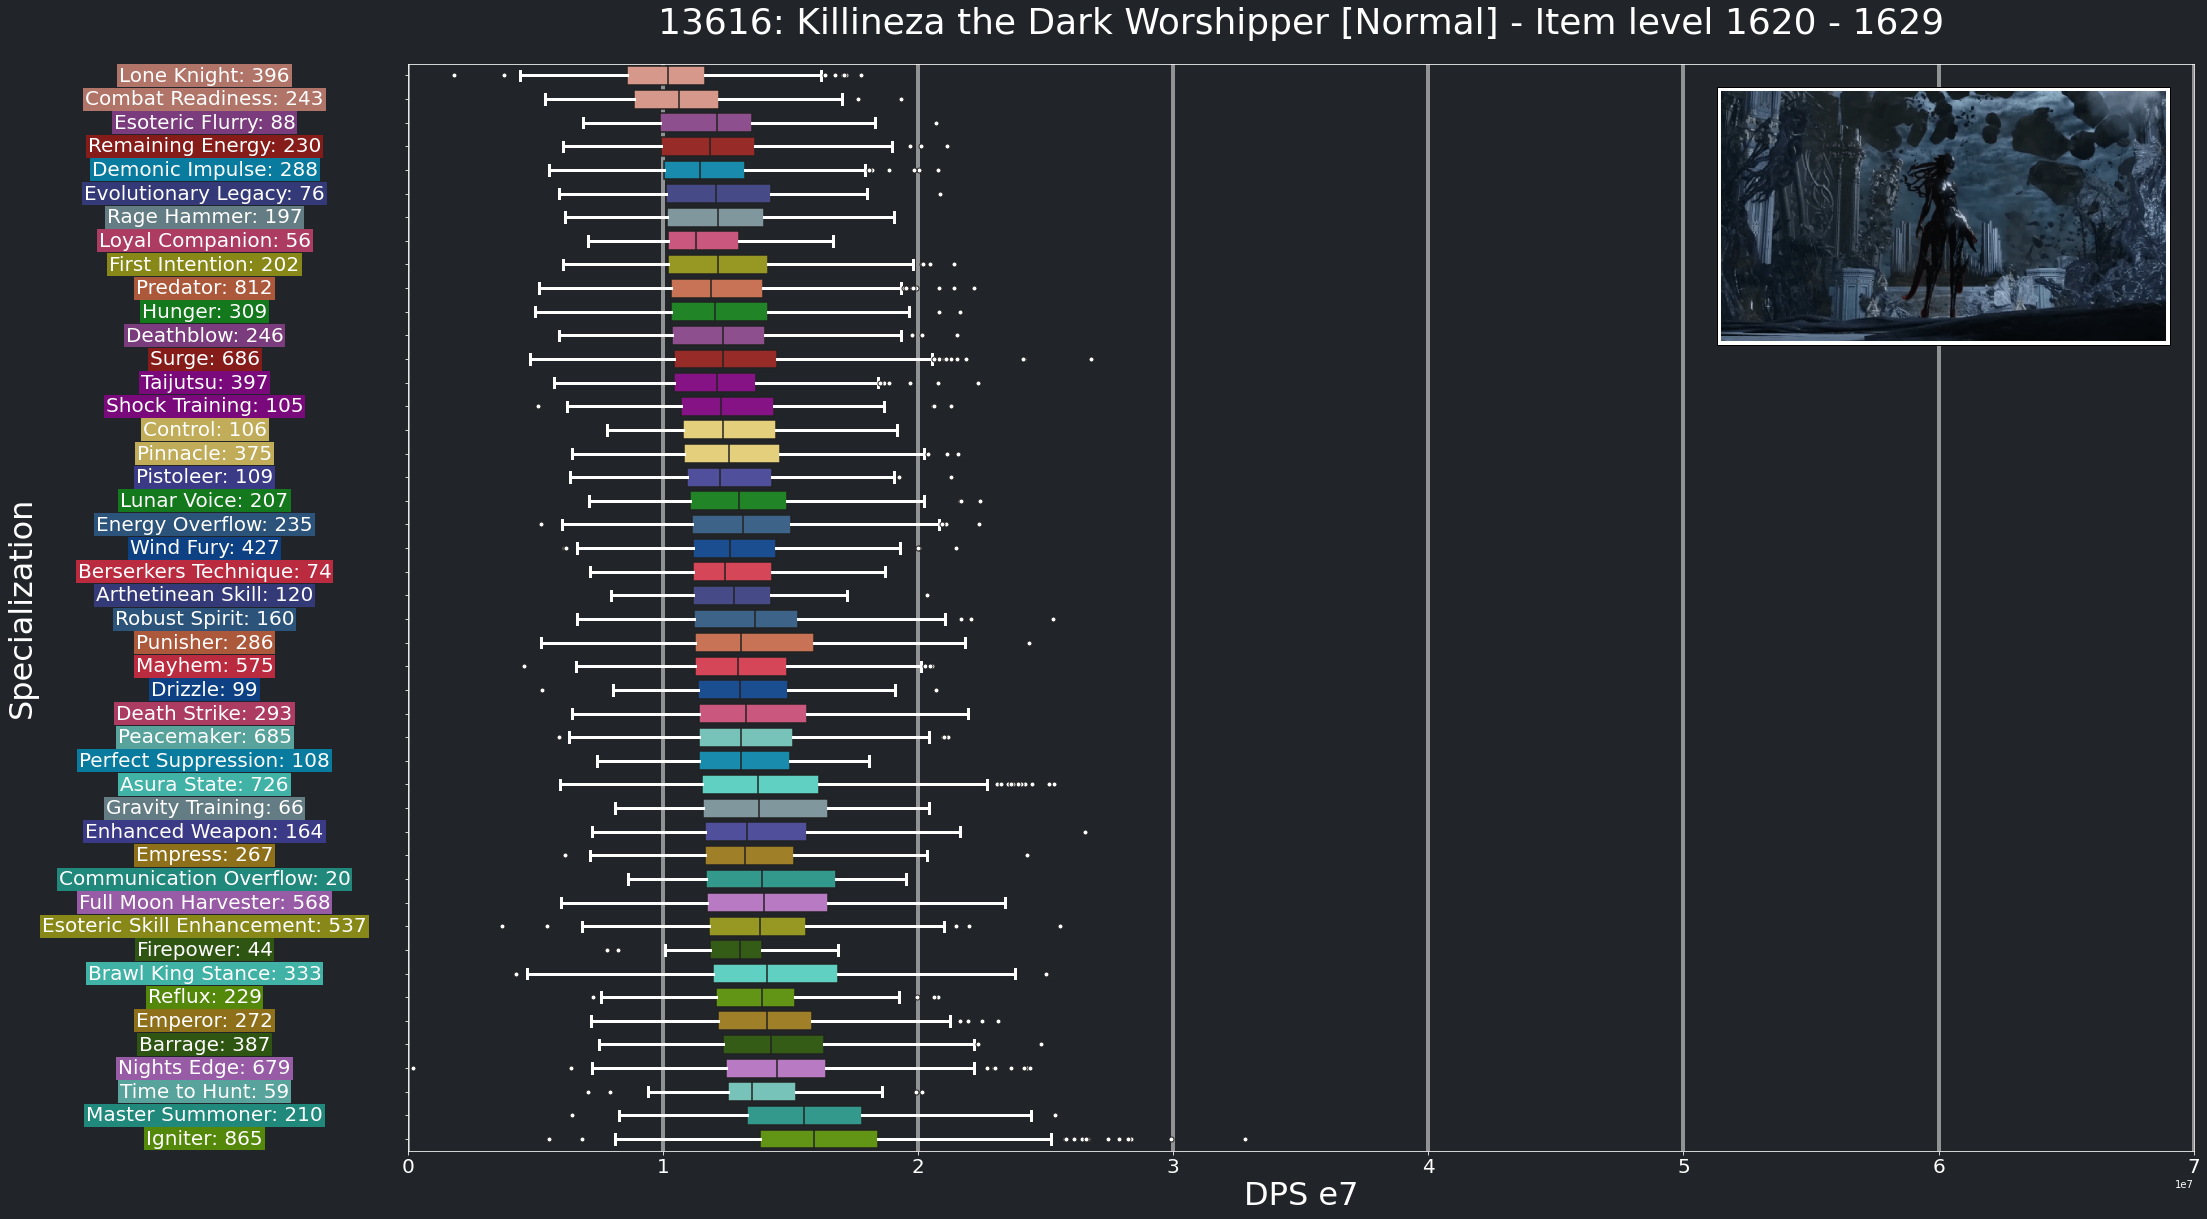 13616: Killineza the Dark Worshipper [Normal] - Item level 1620 - 1629
Specialization
Lone Knight: 396
Combat Readiness: 243
Esoteric Flurry: 88
Remaining Energy: 230
Demonic Impulse: 288
Evolutionary Legacy: 76
Rage Hammer: 197
Loyal Companion: 56
First Intention: 202
Predator: 812
Hunger: 309
Deathblow: 246
Surge: 686
Taijutsu: 397
Shock Training: 105
Control: 106
Pinnacle: 375
Pistoleer: 109
Lunar Voice: 207
Energy Overflow: 235
Wind Fury: 427
Berserkers Technique: 74
Arthetinean Skill: 120
Robust Spirit: 160
Punisher: 286
Mayhem: 575
Drizzle: 99
Death Strike: 293
Peacemaker: 685
Perfect Suppression: 108
Asura State: 726
Gravity Training: 66
Enhanced Weapon: 164
Empress: 267
Communication Overflow: 20
Full Moon Harvester: 568
Esoteric Skill Enhancement: 537
Firepower: 44
Brawl King Stance: 333
Reflux: 229
Emperor: 272
Barrage: 387
Nights Edge: 679
Time to Hunt: 59
Master Summoner: 210
Igniter: 865
0 1 2 3 4 5 6 7
1e7
DPS e7